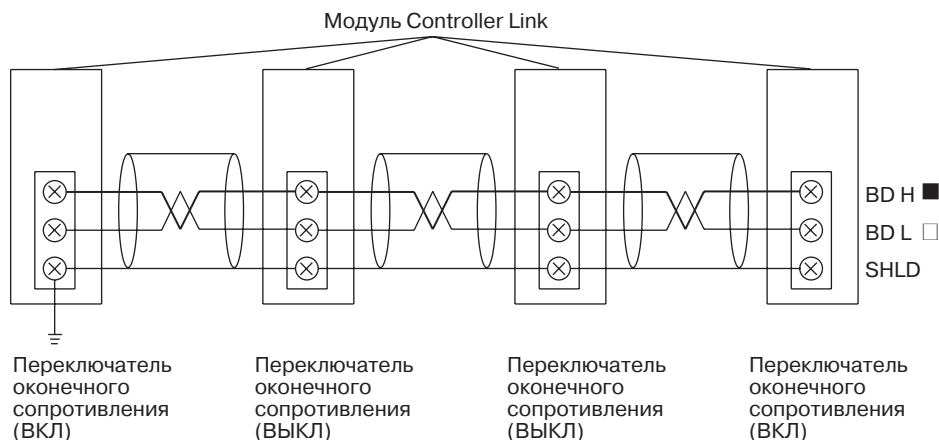 Модуль Controller Link
BD H
BD L
SHLD
Переключатель
оконечного
сопротивления
(ВКЛ)
Переключатель
оконечного
сопротивления
(ВЫКЛ)
Переключатель
оконечного
сопротивления
(ВЫКЛ)
Переключатель
оконечного
сопротивления
(ВКЛ)